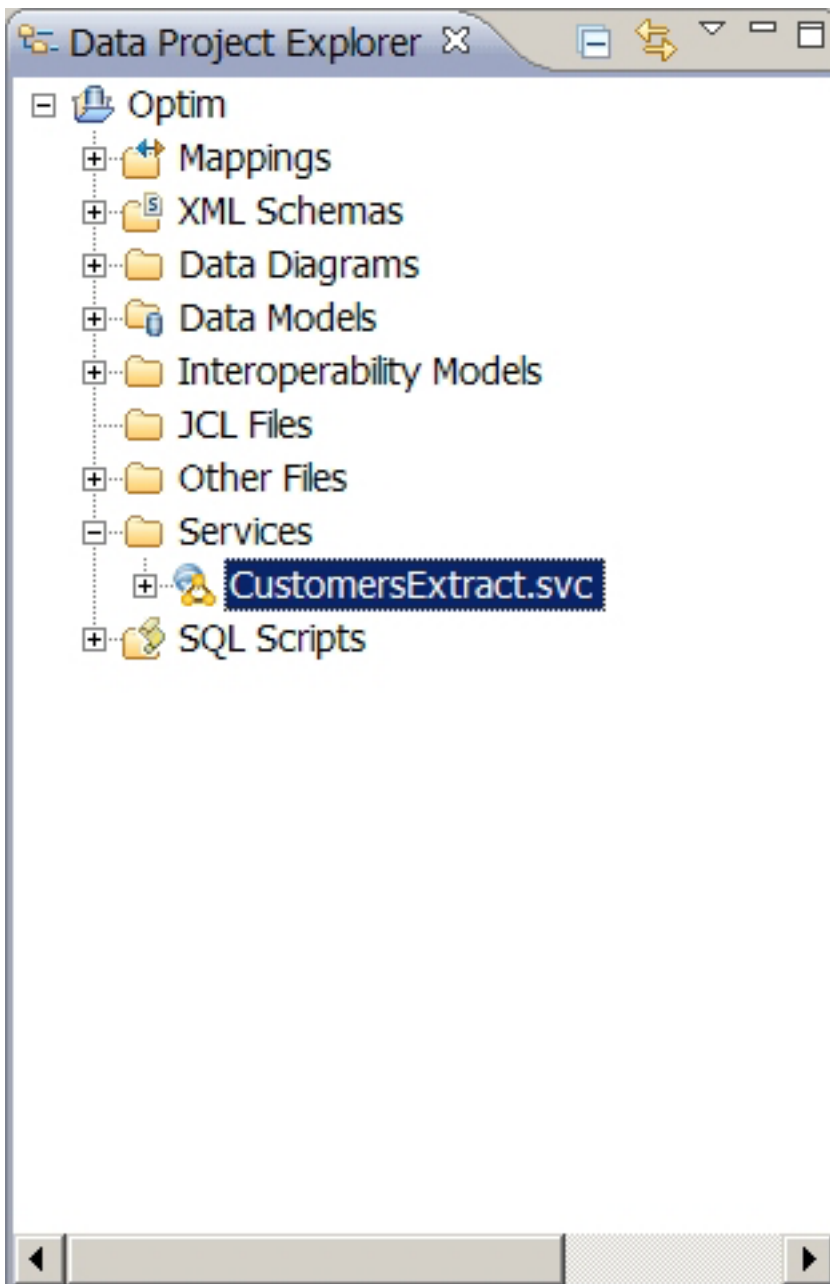 Data Project Explorer
Optim
Mappings
XML Schemas
Data Diagrams
Data Models
Interoperability Models
JCL Files
Other Files
Services
CustomersExtract.svc
SQL Scripts